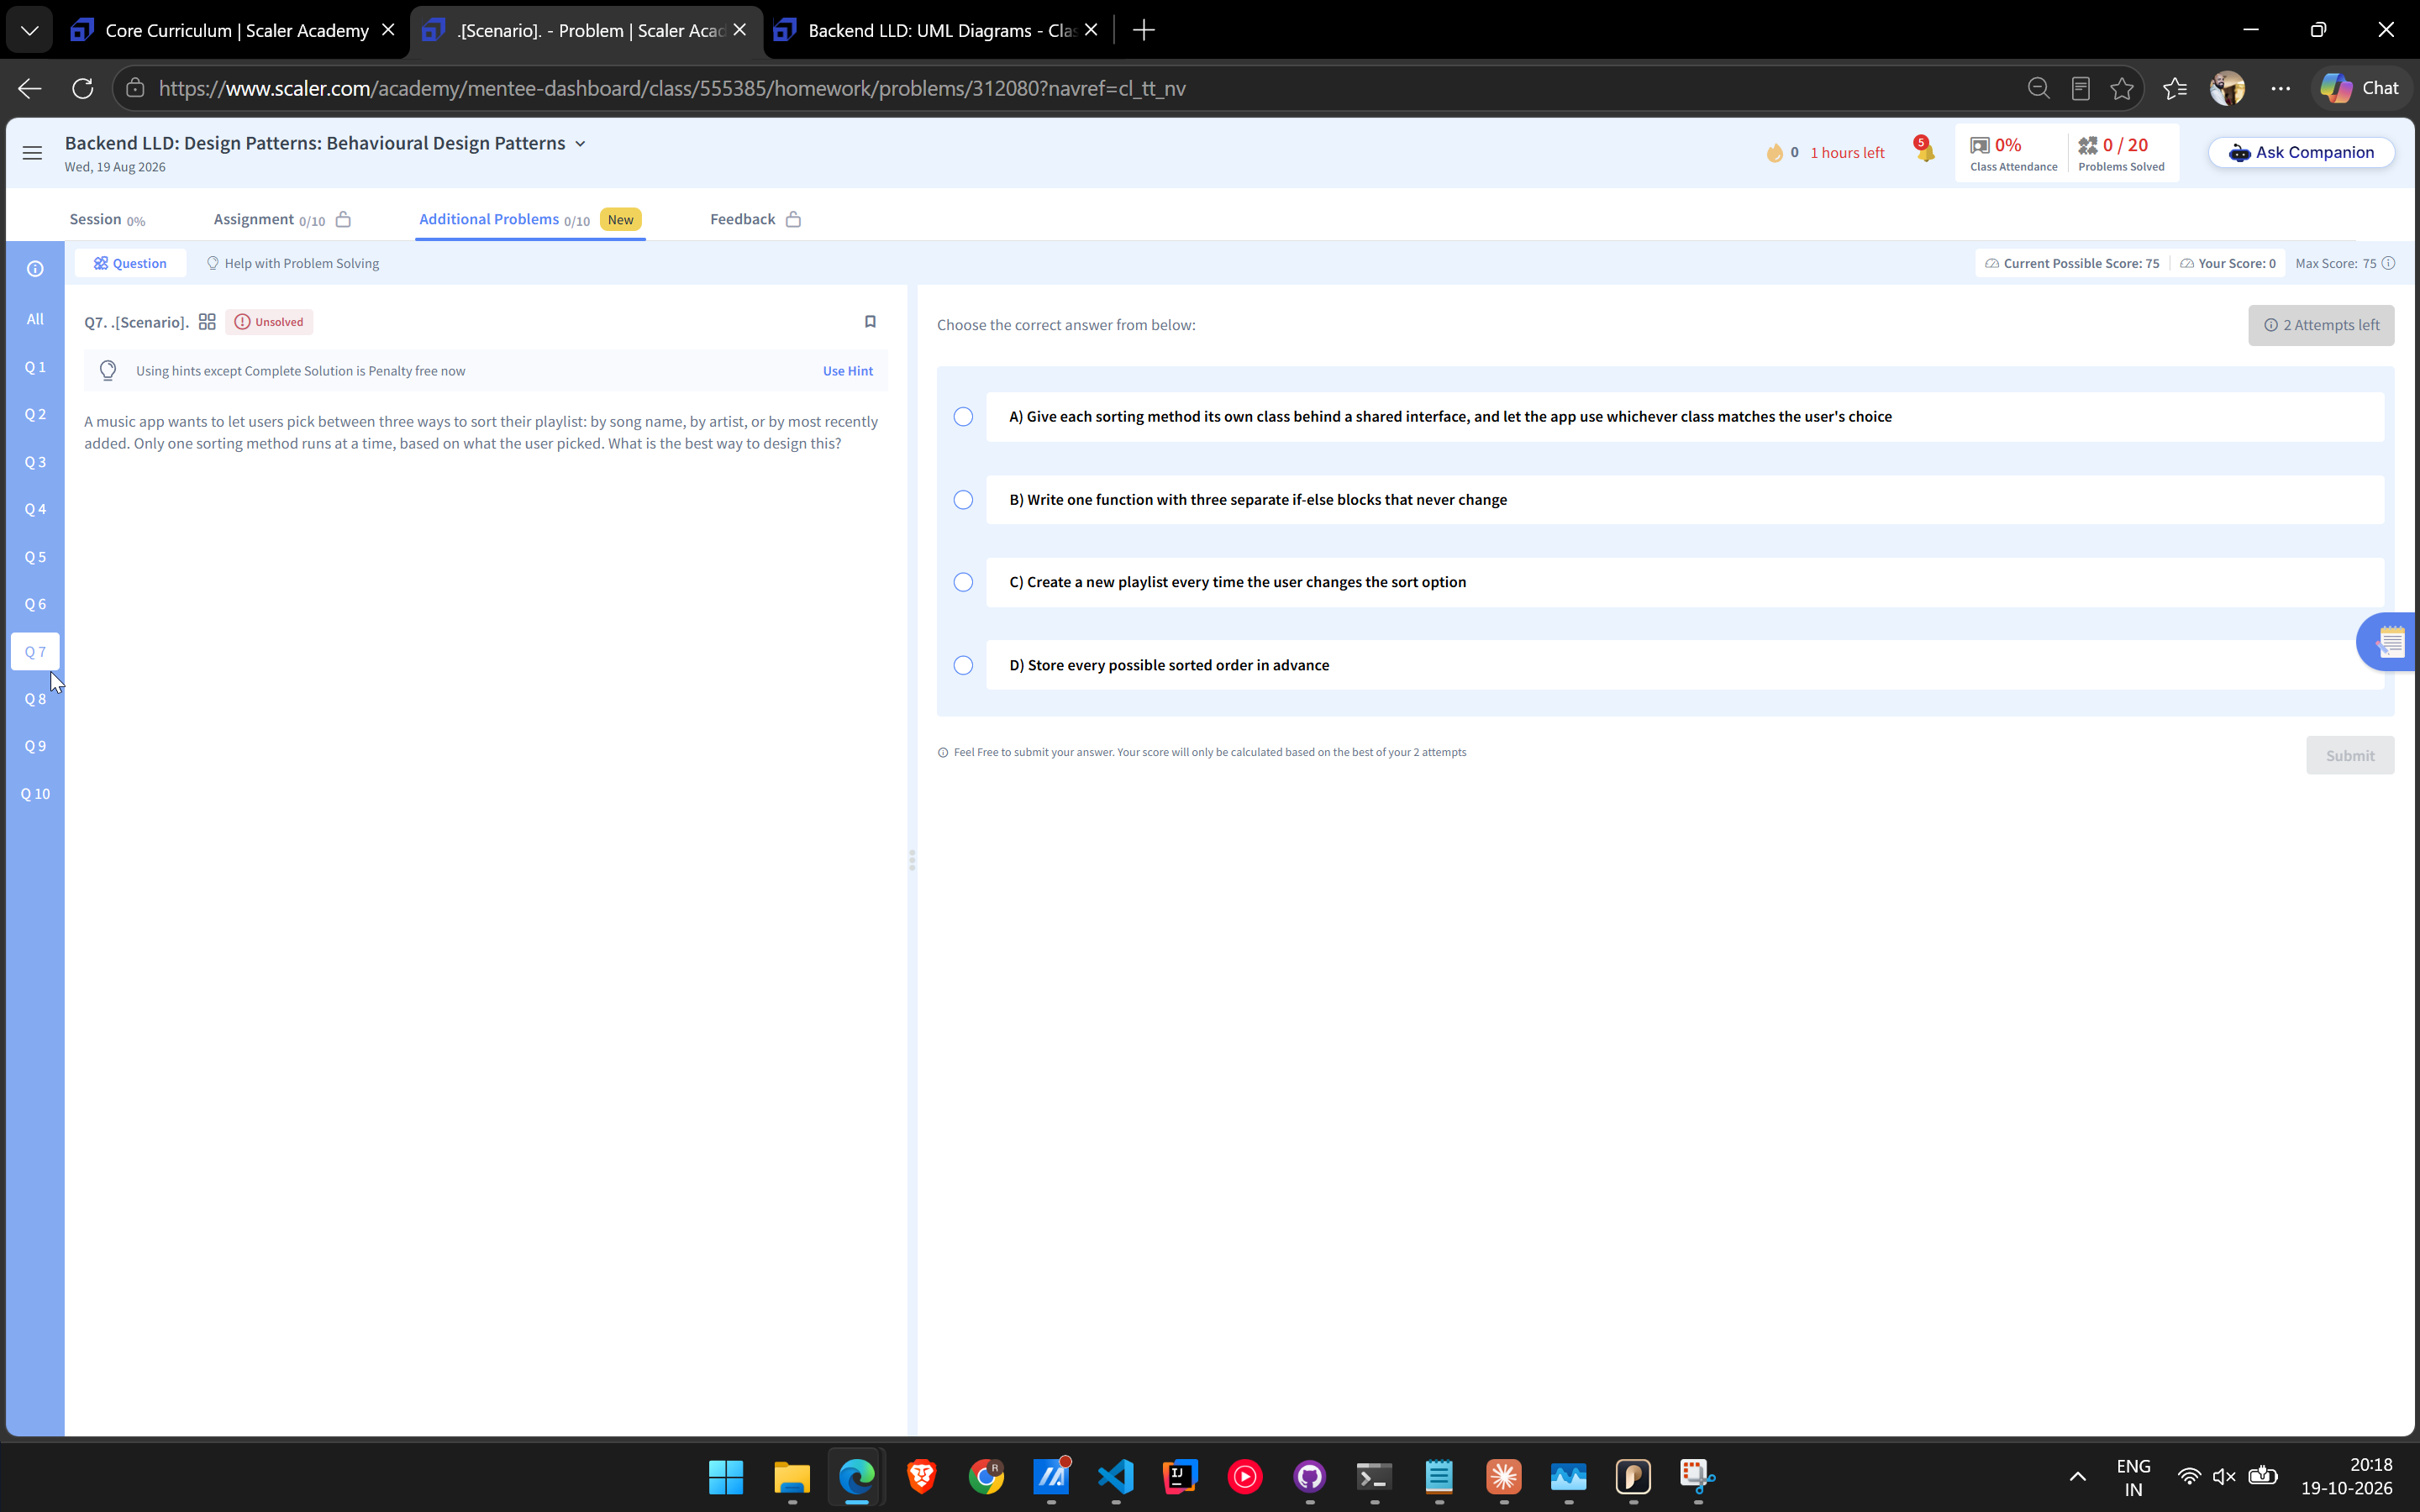 Core Curriculum | Scaler Academy
.[Scenario]. - Problem | Scaler Acad
Backend LLD: UML Diagrams - Clas
https://www.scaler.com/academy/mentee-dashboard/class/555385/homework/problems/312080?navref=cl_tt_nv
Chat
Backend LLD: Design Patterns: Behavioural Design Patterns
Wed, 19 Aug 2026
0 1 hours left
5
0%
Class Attendance
0 / 20
Problems Solved
Ask Companion
Session 0%
Assignment 0/10
Additional Problems 0/10 New
Feedback
Question
Help with Problem Solving
Current Possible Score: 75
Your Score: 0
Max Score: 75
All
Q 1
Q 2
Q 3
Q 4
Q 5
Q 6
Q 7
Q 8
Q 9
Q 10
Q7. .[Scenario]. Unsolved
Using hints except Complete Solution is Penalty free now
Use Hint
A music app wants to let users pick between three ways to sort their playlist: by song name, by artist, or by most recently
added. Only one sorting method runs at a time, based on what the user picked. What is the best way to design this?
Choose the correct answer from below:
2 Attempts left
A) Give each sorting method its own class behind a shared interface, and let the app use whichever class matches the user's choice
B) Write one function with three separate if-else blocks that never change
C) Create a new playlist every time the user changes the sort option
D) Store every possible sorted order in advance
Feel Free to submit your answer. Your score will only be calculated based on the best of your 2 attempts
Submit
R
IJ
ENG
IN
20:18
19-10-2026